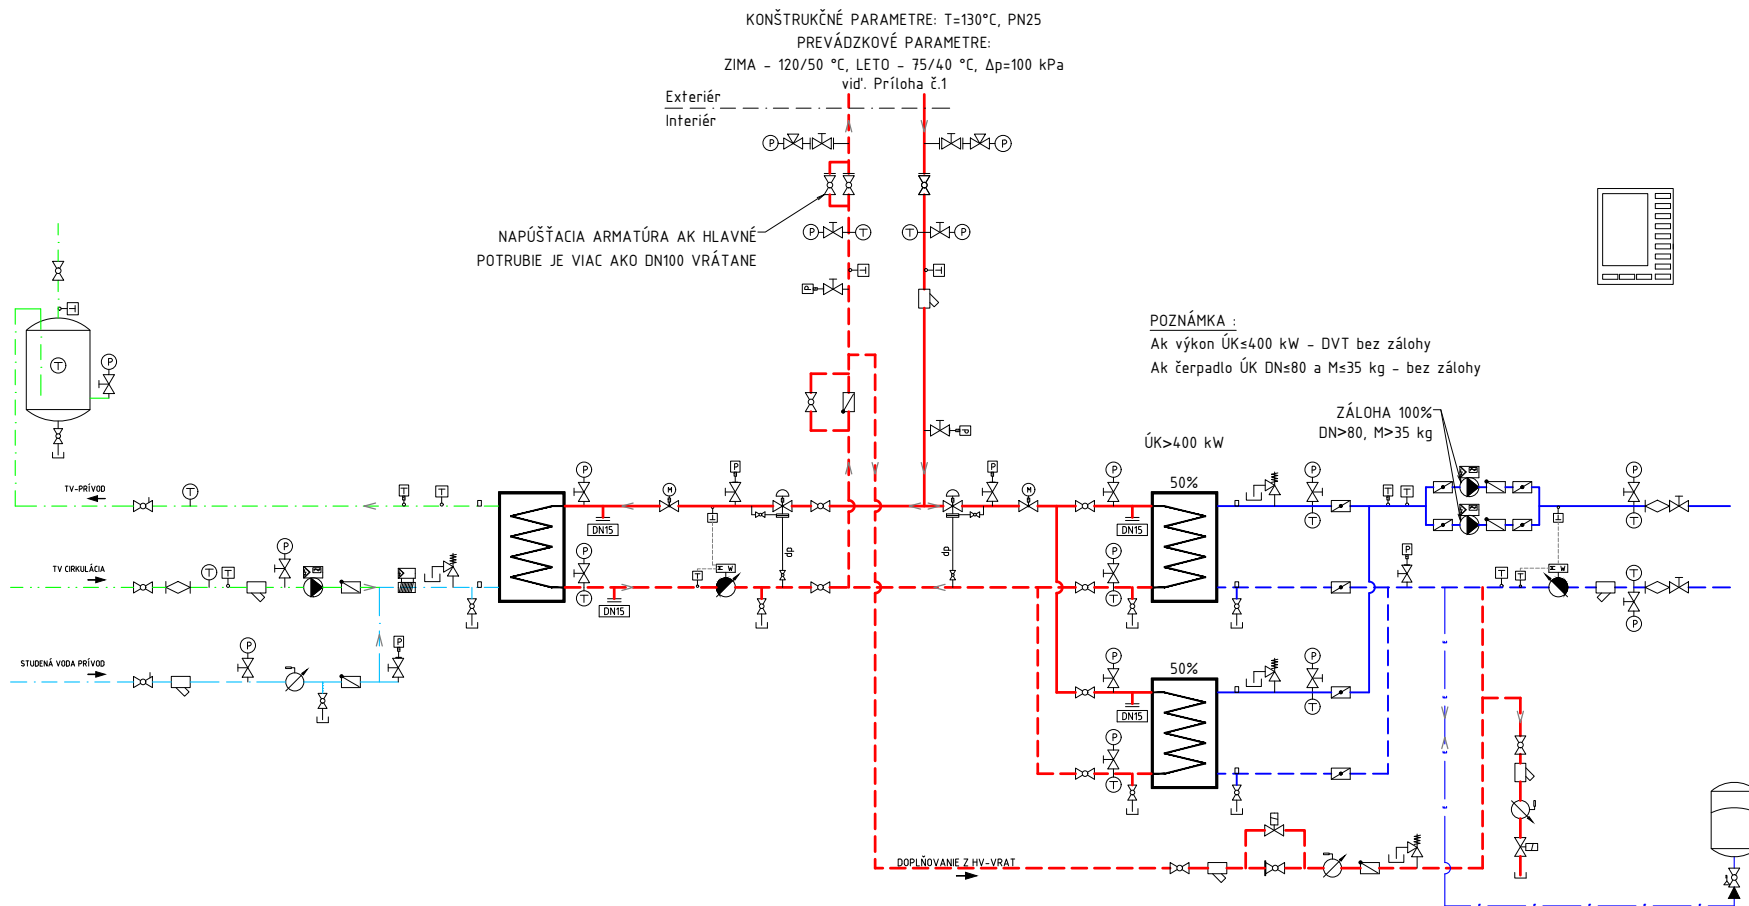 KONŠTRUKČNÉ PARAMETRE: T=130°C, PN25
PREVÁDZKOVÉ PARAMETRE:
ZIMA - 120/50 °C, LETO - 75/40 °C, Δp=100 kPa
viď. Príloha č.1
Exteriér
Interiér
P
P
NAPÚŠŤACIA ARMATÚRA AK HLAVNÉ
POTRUBIE JE VIAC AKO DN100 VRÁTANE
P
T
T
P
T
T
P
T
T
P
POZNÁMKA :
Ak výkon ÚK≤400 kW - DVT bez zálohy
Ak čerpadlo ÚK DN≤80 a M≤35 kg - bez zálohy
ZÁLOHA 100%
DN>80, M>35 kg
ÚK>400 kW
P
TV-PRÍVOD
T
T
T
P
DN15
M
P
P
M
P
DN15
50%
P
T
T
T
P
T
dp
dp
TV CIRKULÁCIA
T
T
P
P
T
DN15
T
M W
P
T
P
T
T
M W
T
P
STUDENÁ VODA PRÍVOD
P
P
50%
P
DN15
P
T
P
T
DOPLŇOVANIE Z HV-VRAT